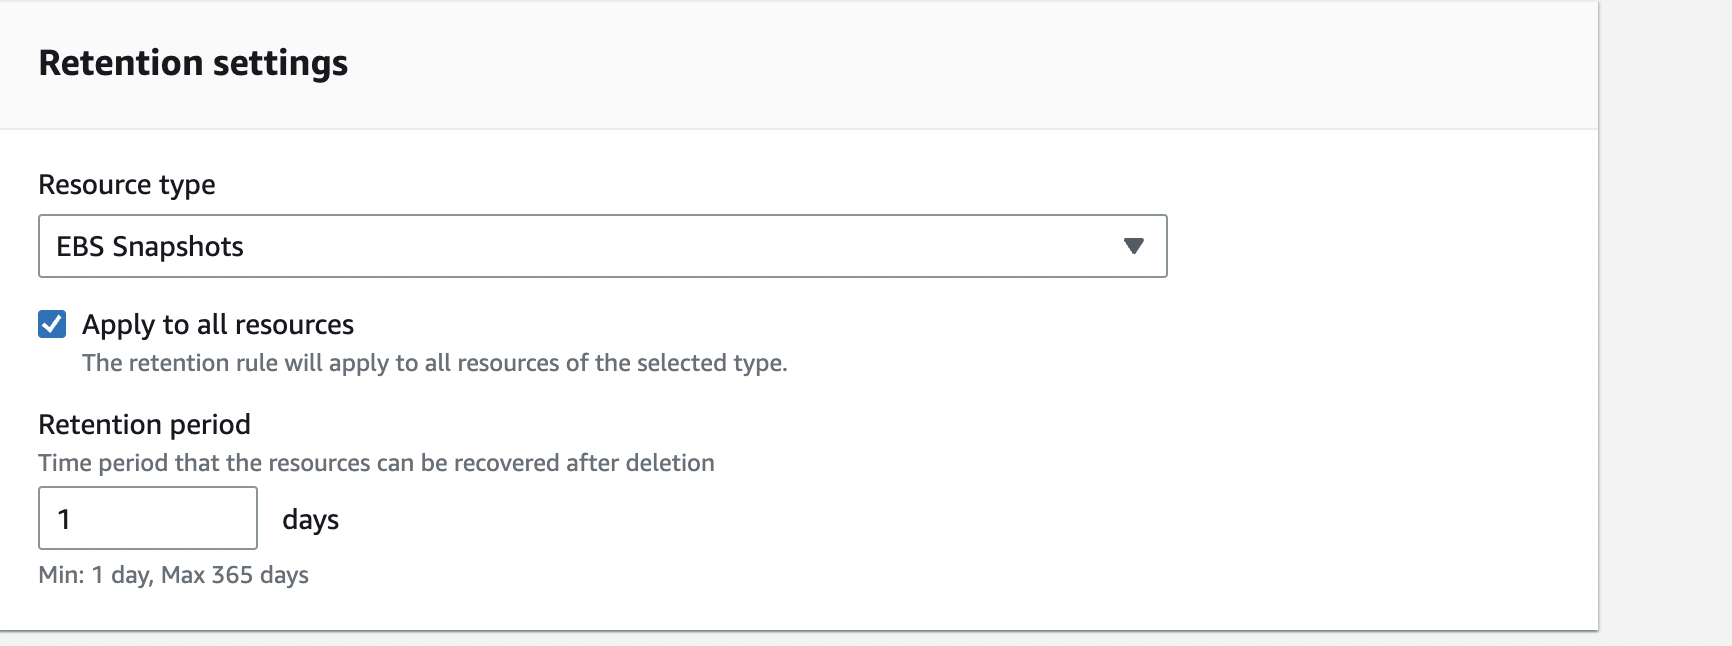 Retention settings
Resource type
EBS Snapshots
Apply to all resources
The retention rule will apply to all resources of the selected type.
Retention period
Time period that the resources can be recovered after deletion
1 days
Min: 1 day, Max 365 days